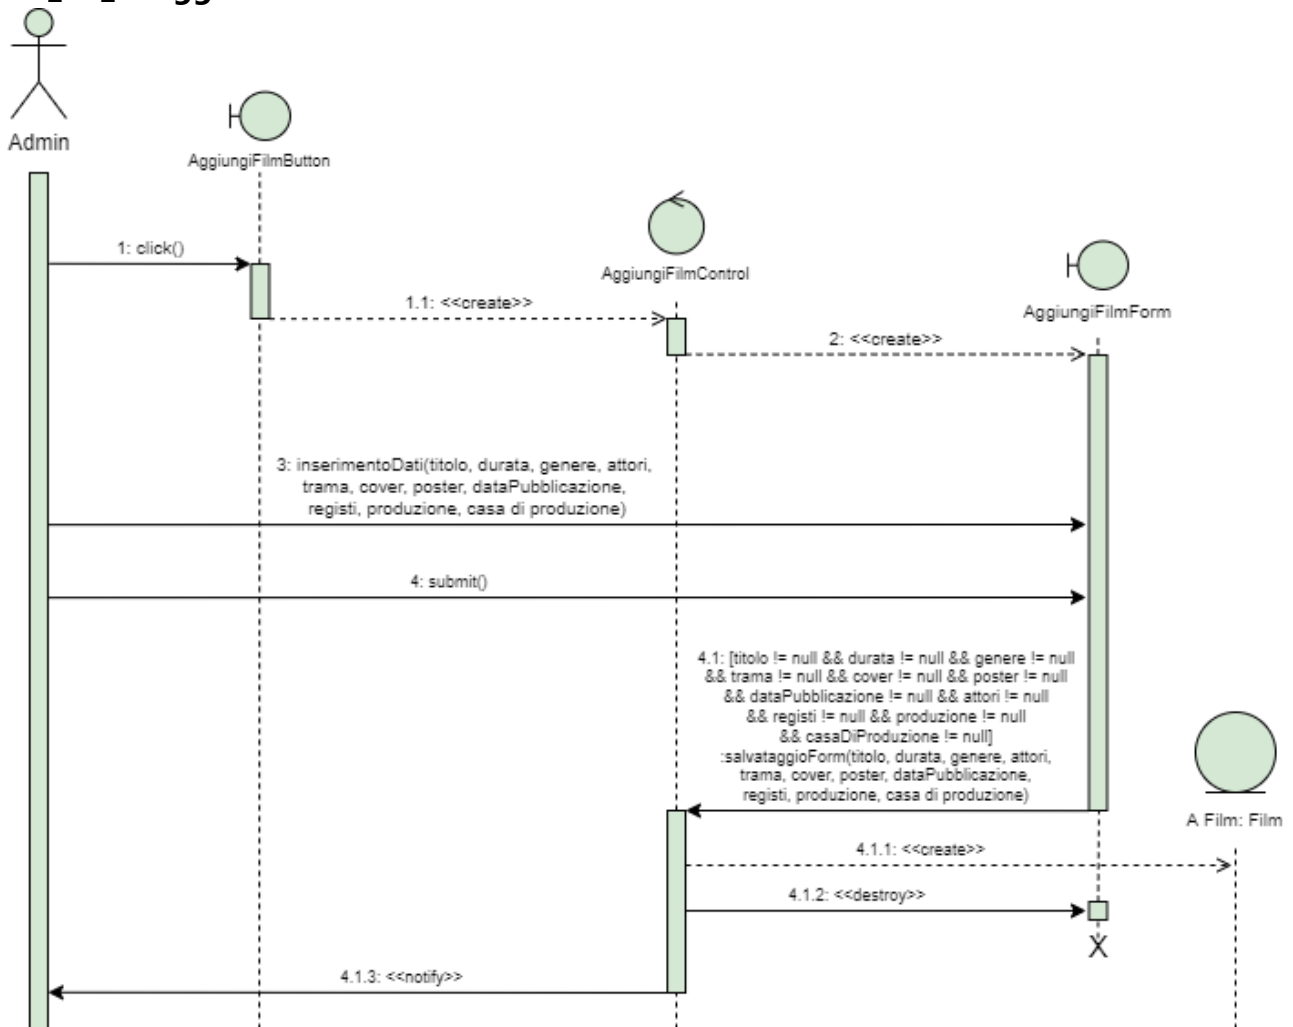 Admin
AggiungiFilmButton
1: click()
AggiungiFilmControl
1.1: <<create>>
AggiungiFilmForm
2: <<create>>
3: inserimentoDati(titolo, durata, genere, attori,
trama, cover, poster, dataPubblicazione,
registi, produzione, casa di produzione)
4: submit()
4.1: [titolo != null && durata != null && genere != null
&& trama != null && cover != null && poster != null
&& dataPubblicazione != null && attori != null
&& registi != null && produzione != null
&& casaDiProduzione != null]
:salvataggioForm(titolo, durata, genere, attori,
trama, cover, poster, dataPubblicazione,
registi, produzione, casa di produzione)
A Film: Film
4.1.1: <<create>>
4.1.2: <<destroy>>
X
4.1.3: <<notify>>